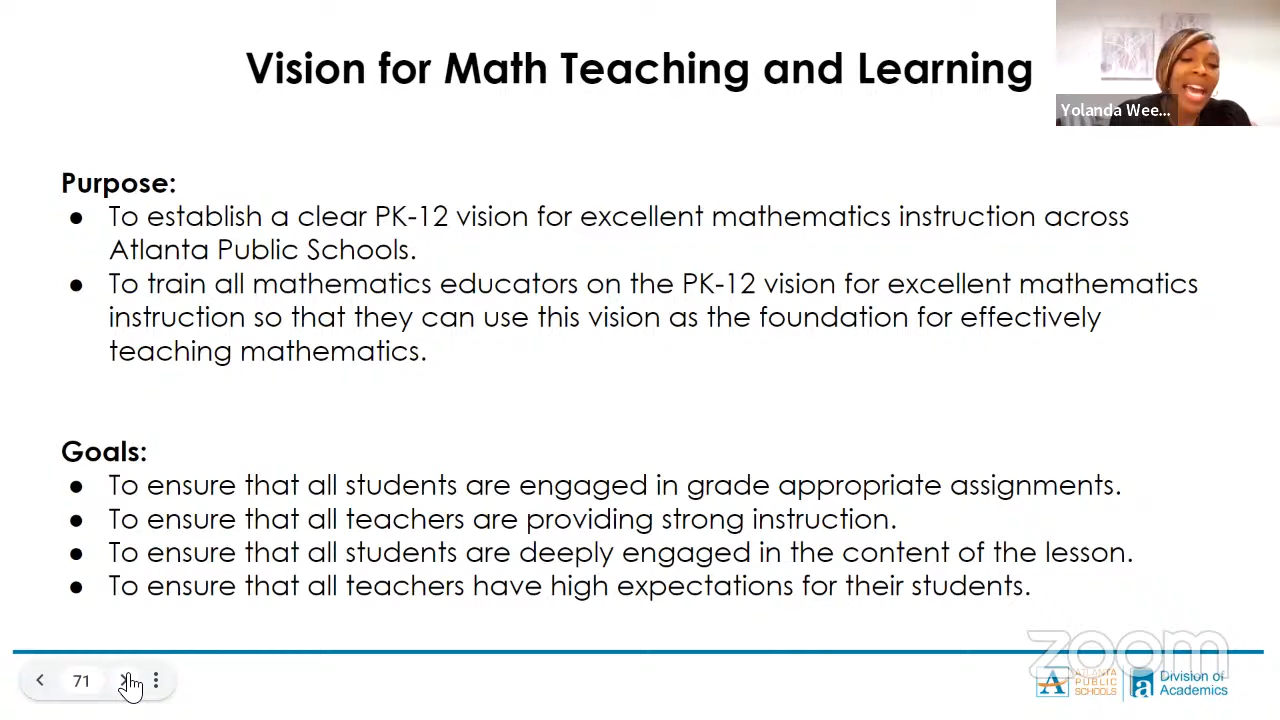 Vision for Math Teaching and Learning
Yolanda Wee...
Purpose:
● To establish a clear PK-12 vision for excellent mathematics instruction across
Atlanta Public Schools.
● To train all mathematics educators on the PK-12 vision for excellent mathematics
instruction so that they can use this vision as the foundation for effectively
teaching mathematics.
Goals:
● To ensure that all students are engaged in grade appropriate assignments.
● To ensure that all teachers are providing strong instruction.
● To ensure that all students are deeply engaged in the content of the lesson.
● To ensure that all teachers have high expectations for their students.
zoom
71
ATLANTA
PUBLIC
SCHOOLS
Division of
Academics